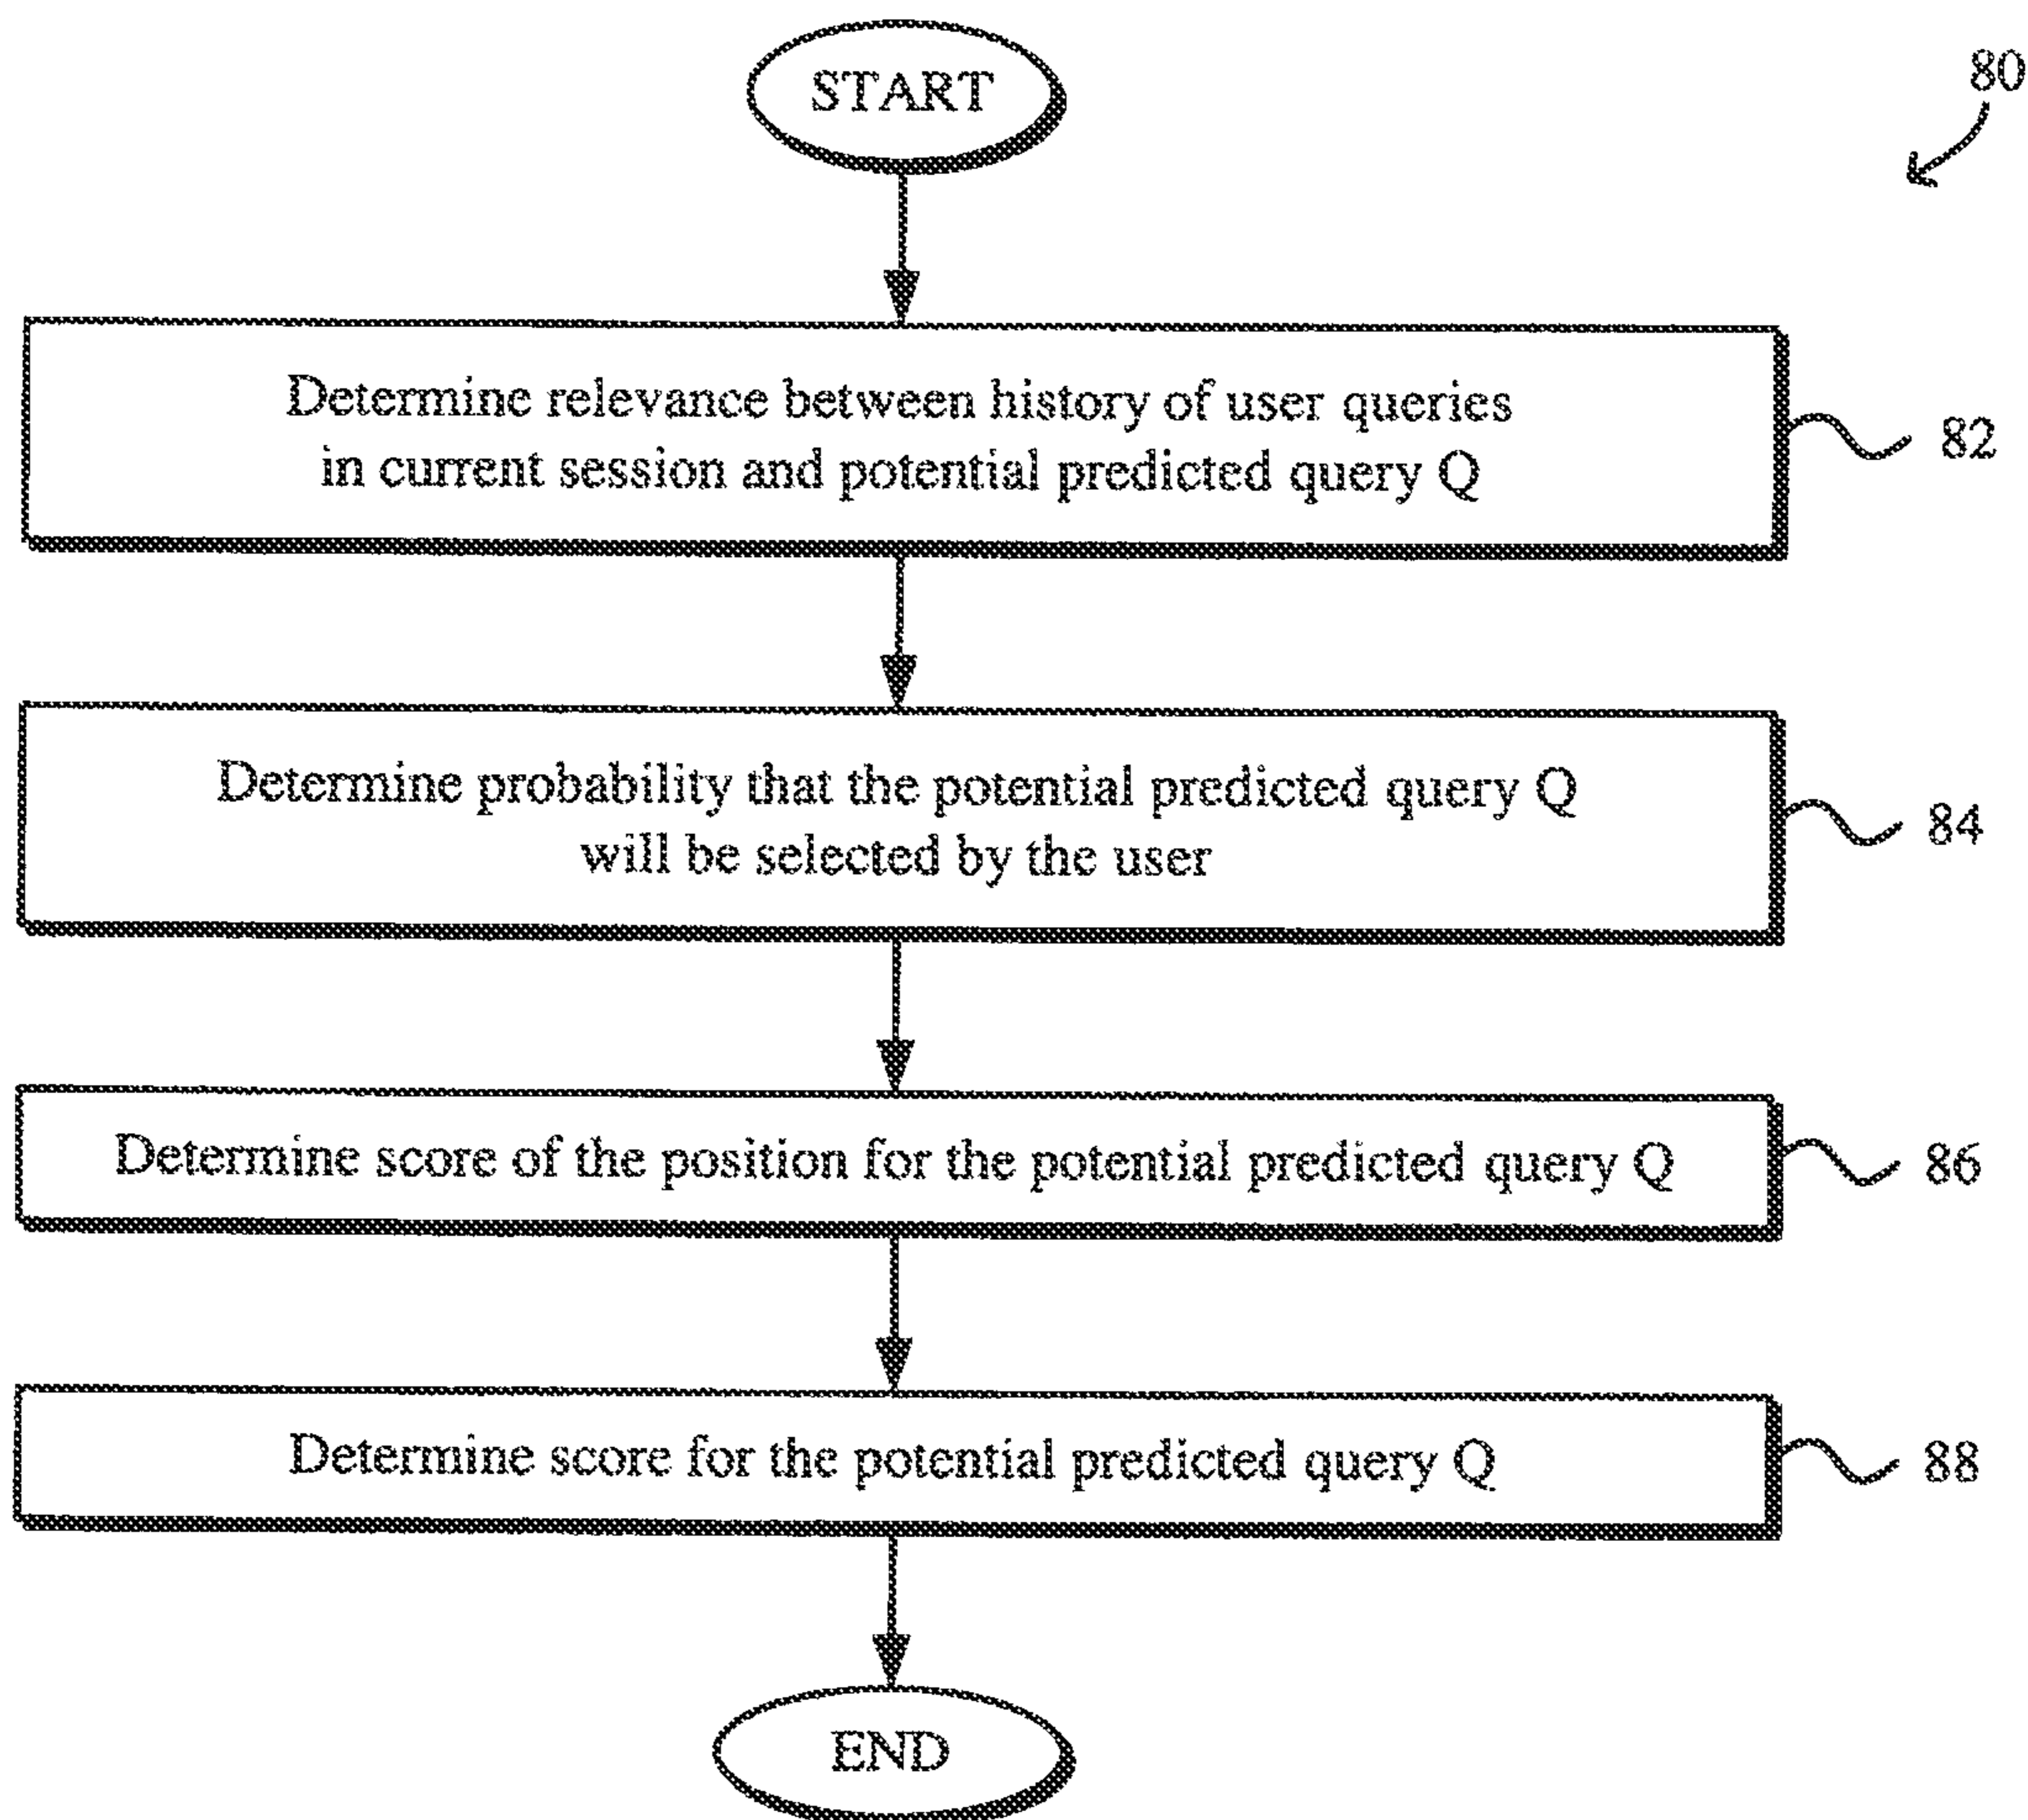 START
80
Determine relevance between history of user queries
in current session and potential predicted query Q
82
Determine probability that the potential predicted query Q
will be selected by the user
84
Determine score of the position for the potential predicted query Q
86
Determine score for the potential predicted query Q
88
END